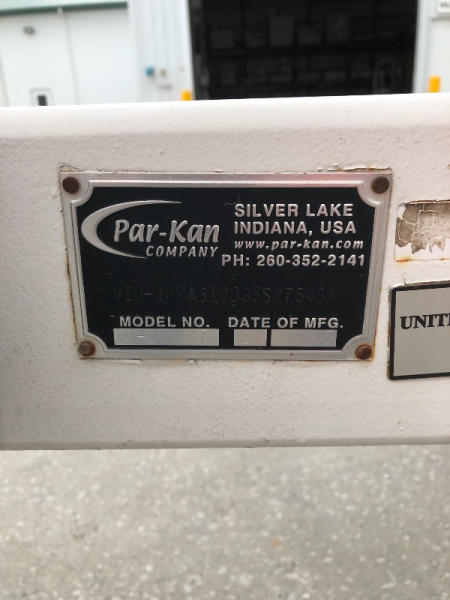 Par-Kan
COMPANY
SILVER LAKE
INDIANA, USA
www.par-kan.com
PH: 260-352-2141
MODEL NO. DATE OF MFG.
UNITE